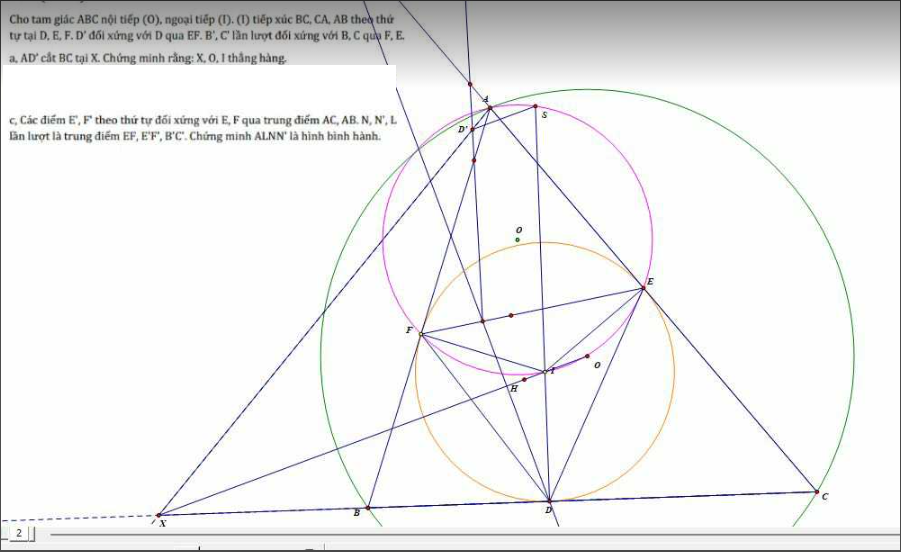 Cho tam giác ABC nội tiếp (O), ngoại tiếp (I). (I) tiếp xúc BC, CA, AB theo thứ
tự tại D, E, F. D' đối xứng với D qua EF. B', C' lần lượt đối xứng với B, C qua F, E.
a, AD' cắt BC tại X. Chứng minh rằng: X, O, I thẳng hàng.
c, Các điểm E', F' theo thứ tự đối xứng với E, F qua trung điểm AC, AB. N, N', L
lần lượt là trung điểm EF, E'F', B'C'. Chứng minh ALNN' là hình bình hành.
A
S
D'
O
E
F
I
O
H
C
B
D
X
2